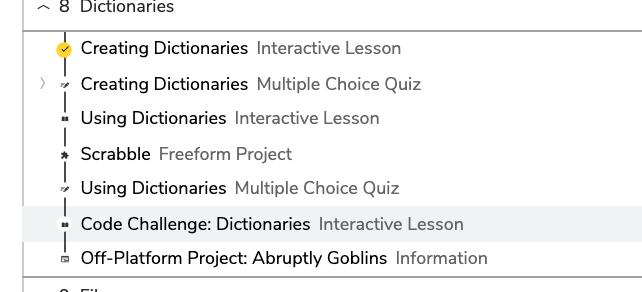 8 Dictionaries
Creating Dictionaries Interactive Lesson
Creating Dictionaries Multiple Choice Quiz
Using Dictionaries Interactive Lesson
Scrabble Freeform Project
Using Dictionaries Multiple Choice Quiz
Code Challenge: Dictionaries Interactive Lesson
Off-Platform Project: Abruptly Goblins Information